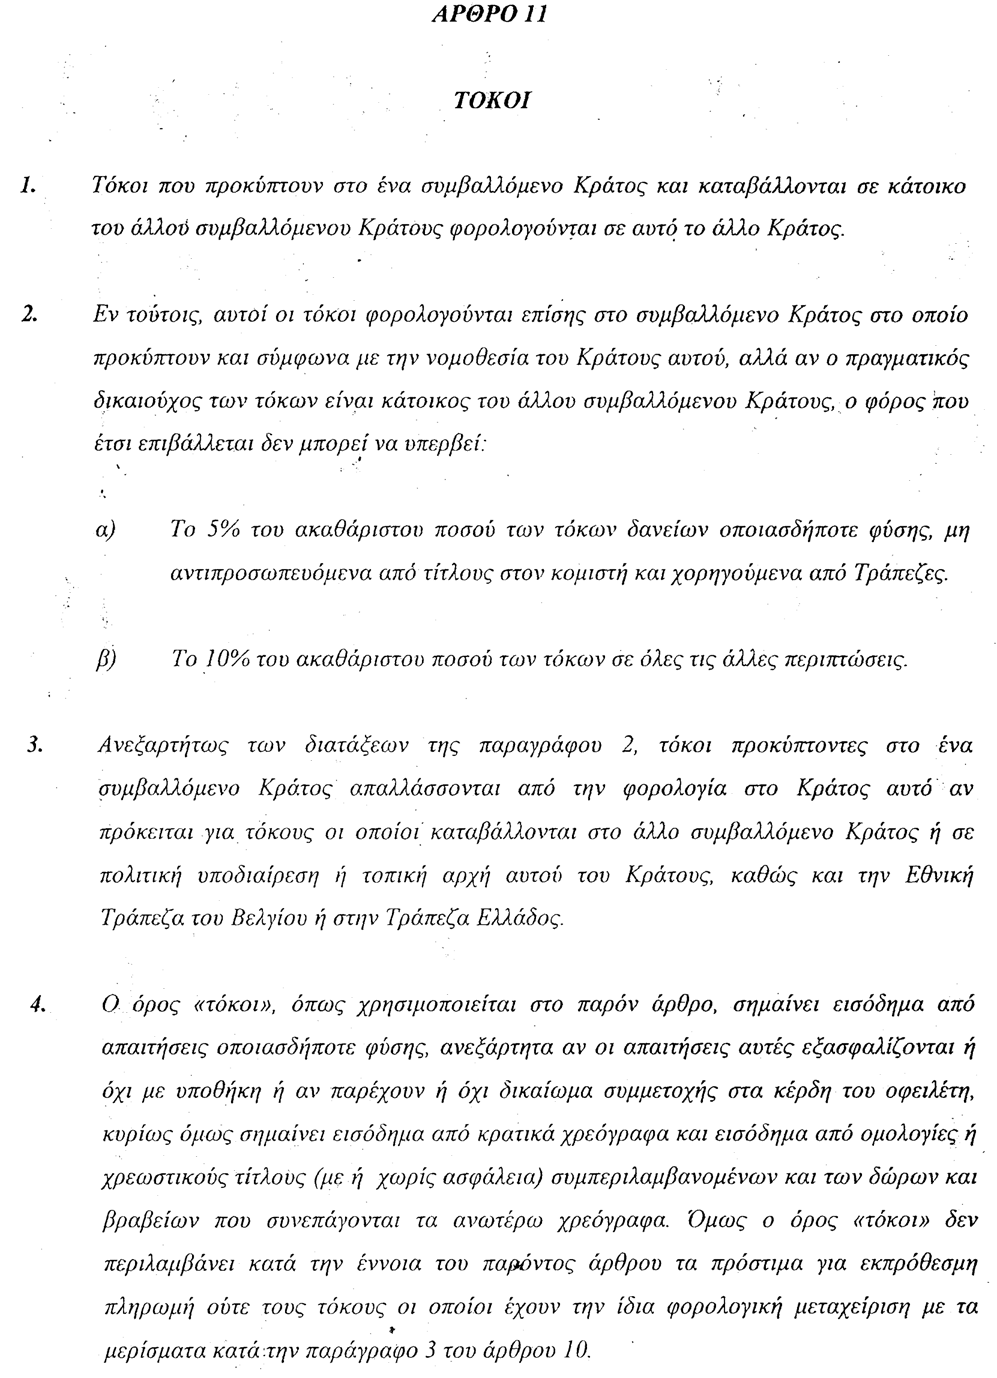 ΑΡΘΡΟ 11
ΤΟΚΟΙ
1. Τόκοι που προκύπτουν στο ένα συμβαλλόμενο Κράτος και καταβάλλονται σε κάτοικο
του άλλου συμβαλλόμενου Κράτους φορολογούνται σε αυτό το άλλο Κράτος.
2. Εν τούτοις, αυτοί οι τόκοι φορολογούνται επίσης στο συμβαλλόμενο Κράτος στο οποίο
προκύπτουν και σύμφωνα με την νομοθεσία του Κράτους αυτού, αλλά αν ο πραγματικός
δικαιούχος των τόκων είναι κάτοικος του άλλου συμβαλλόμενου Κράτους, ο φόρος που
έτσι επιβάλλεται δεν μπορεί να υπερβεί:
α) Το 5% του ακαθάριστου ποσού των τόκων δανείων οποιασδήποτε φύσης, μη
αντιπροσωπευόμενα από τίτλους στον κομιστή και χορηγούμενα από Τράπεζες.
β) Το 10% του ακαθάριστου ποσού των τόκων σε όλες τις άλλες περιπτώσεις.
3. Ανεξαρτήτως των διατάξεων της παραγράφου 2, τόκοι προκύπτοντες στο ένα
συμβαλλόμενο Κράτος απαλλάσσονται από την φορολογία στο Κράτος αυτό αν
πρόκειται για τόκους οι οποίοι καταβάλλονται στο άλλο συμβαλλόμενο Κράτος ή σε
πολιτική υποδιαίρεση ή τοπική αρχή αυτού του Κράτους, καθώς και την Εθνική
Τράπεζα του Βελγίου ή στην Τράπεζα Ελλάδος.
4. Ο όρος «τόκοι», όπως χρησιμοποιείται στο παρόν άρθρο, σημαίνει εισόδημα από
απαιτήσεις οποιασδήποτε φύσης, ανεξάρτητα αν οι απαιτήσεις αυτές εξασφαλίζονται ή
όχι με υποθήκη ή αν παρέχουν ή όχι δικαίωμα συμμετοχής στα κέρδη του οφειλέτη,
κυρίως όμως σημαίνει εισόδημα από κρατικά χρεόγραφα και εισόδημα από ομολογίες ή
χρεωστικούς τίτλους (με ή χωρίς ασφάλεια) συμπεριλαμβανομένων και των δώρων και
βραβείων που συνεπάγονται τα ανωτέρω χρεόγραφα. Όμως ο όρος «τόκοι» δεν
περιλαμβάνει κατά την έννοια του παρόντος άρθρου τα πρόστιμα για εκπρόθεσμη
πληρωμή ούτε τους τόκους οι οποίοι έχουν την ίδια φορολογική μεταχείριση με τα
μερίσματα κατά την παράγραφο 3 του άρθρου 10.